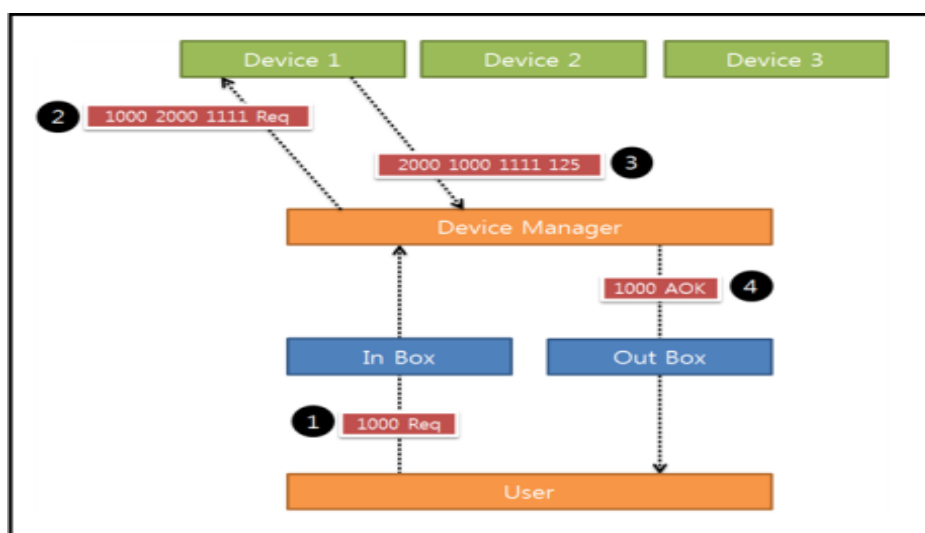 Device 1 Device 2 Device 3
2 1000 2000 1111 Req
2000 1000 1111 125 3
Device Manager
1000 AOK 4
In Box Out Box
1 1000 Req
User